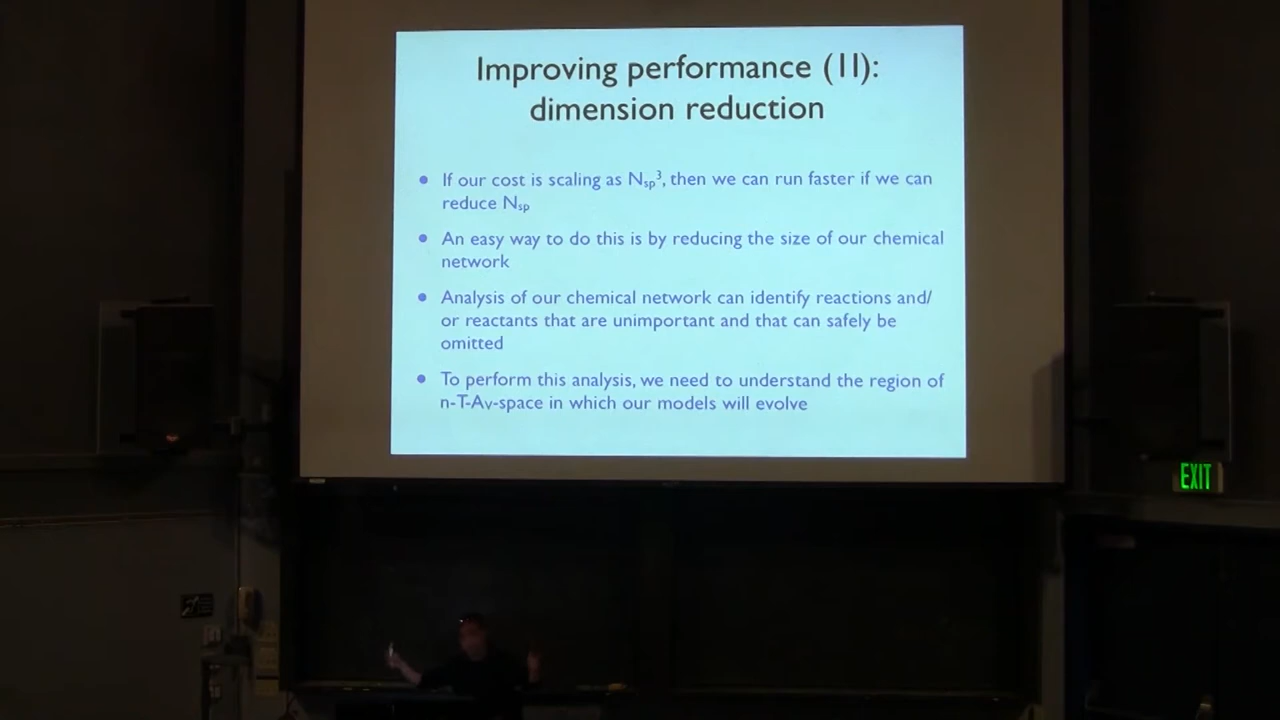 Improving performance (II):
dimension reduction
• If our cost is scaling as Nsp³, then we can run faster if we can
reduce Nsp
• An easy way to do this is by reducing the size of our chemical
network
• Analysis of our chemical network can identify reactions and/
or reactants that are unimportant and that can safely be
omitted
• To perform this analysis, we need to understand the region of
n-T-Av-space in which our models will evolve
EXIT